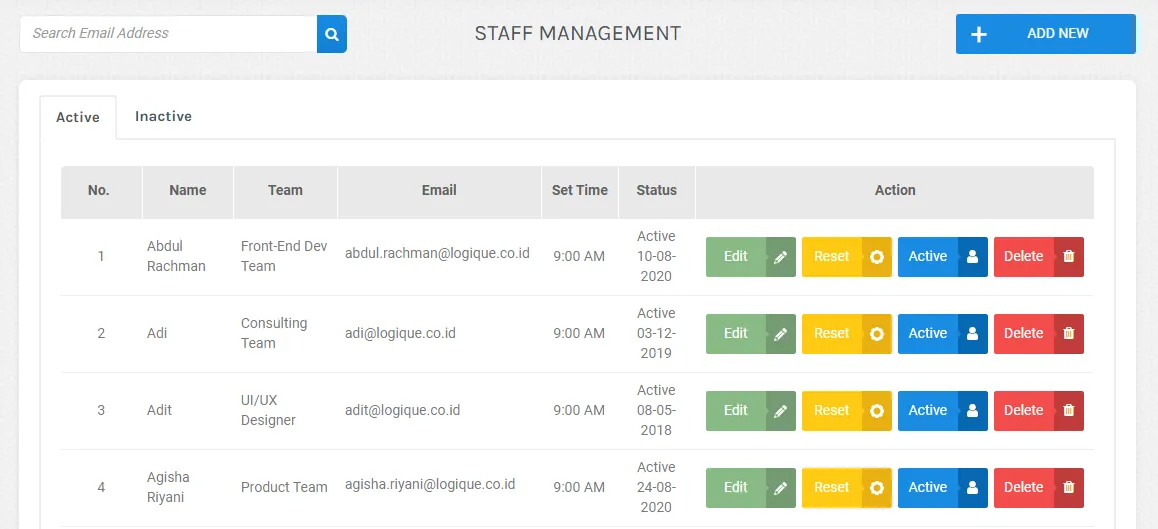 Search Email Address
STAFF MANAGEMENT
ADD NEW
Active
Inactive
No. Name Team Email Set Time Status Action
1 Abdul Rachman Front-End Dev Team abdul.rachman@logique.co.id 9:00 AM Active 10-08-2020 Edit Reset Active Delete
2 Adi Consulting Team adi@logique.co.id 9:00 AM Active 03-12-2019 Edit Reset Active Delete
3 Adit UI/UX Designer adit@logique.co.id 9:00 AM Active 08-05-2018 Edit Reset Active Delete
4 Agisha Riyani Product Team agisha.riyani@logique.co.id 9:00 AM Active 24-08-2020 Edit Reset Active Delete